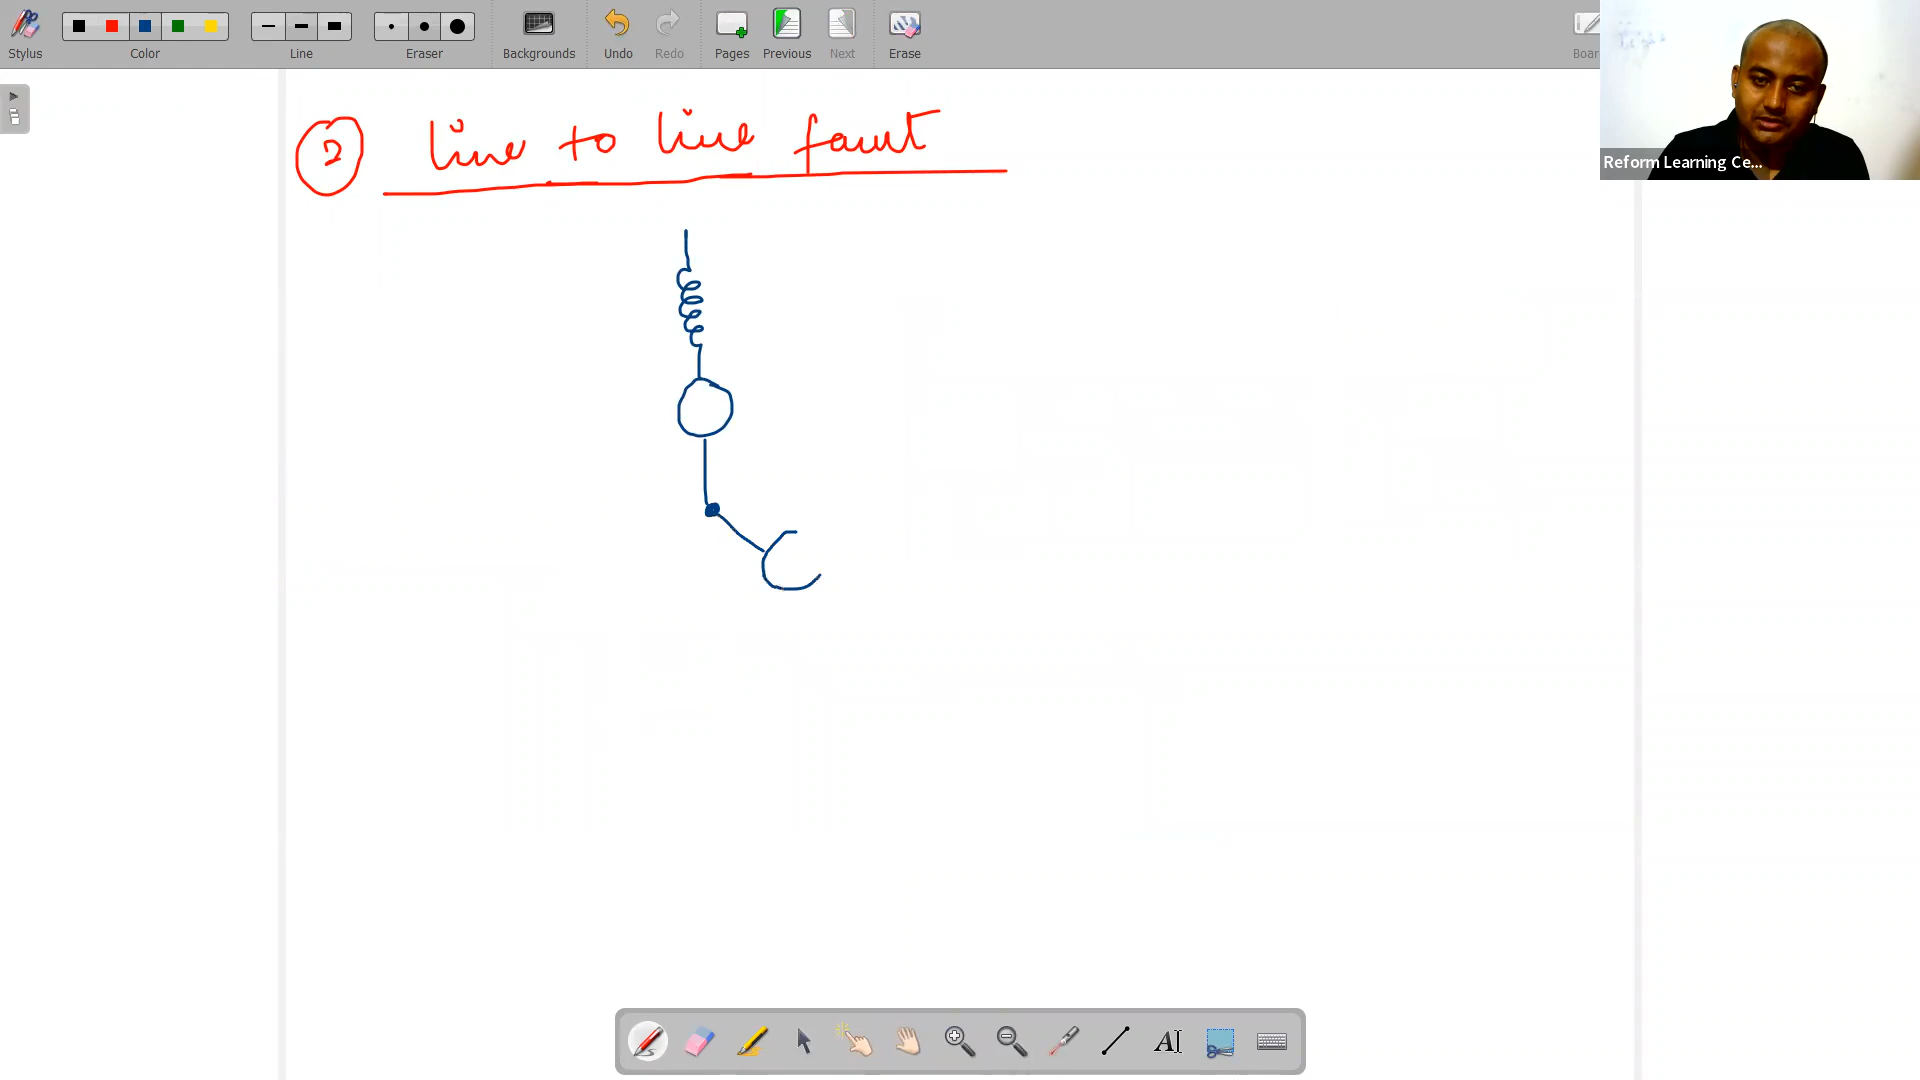 Stylus Color Line Eraser Backgrounds Undo Redo Pages Previous Next Erase
Reform Learning Ce...
2 Line to line fault